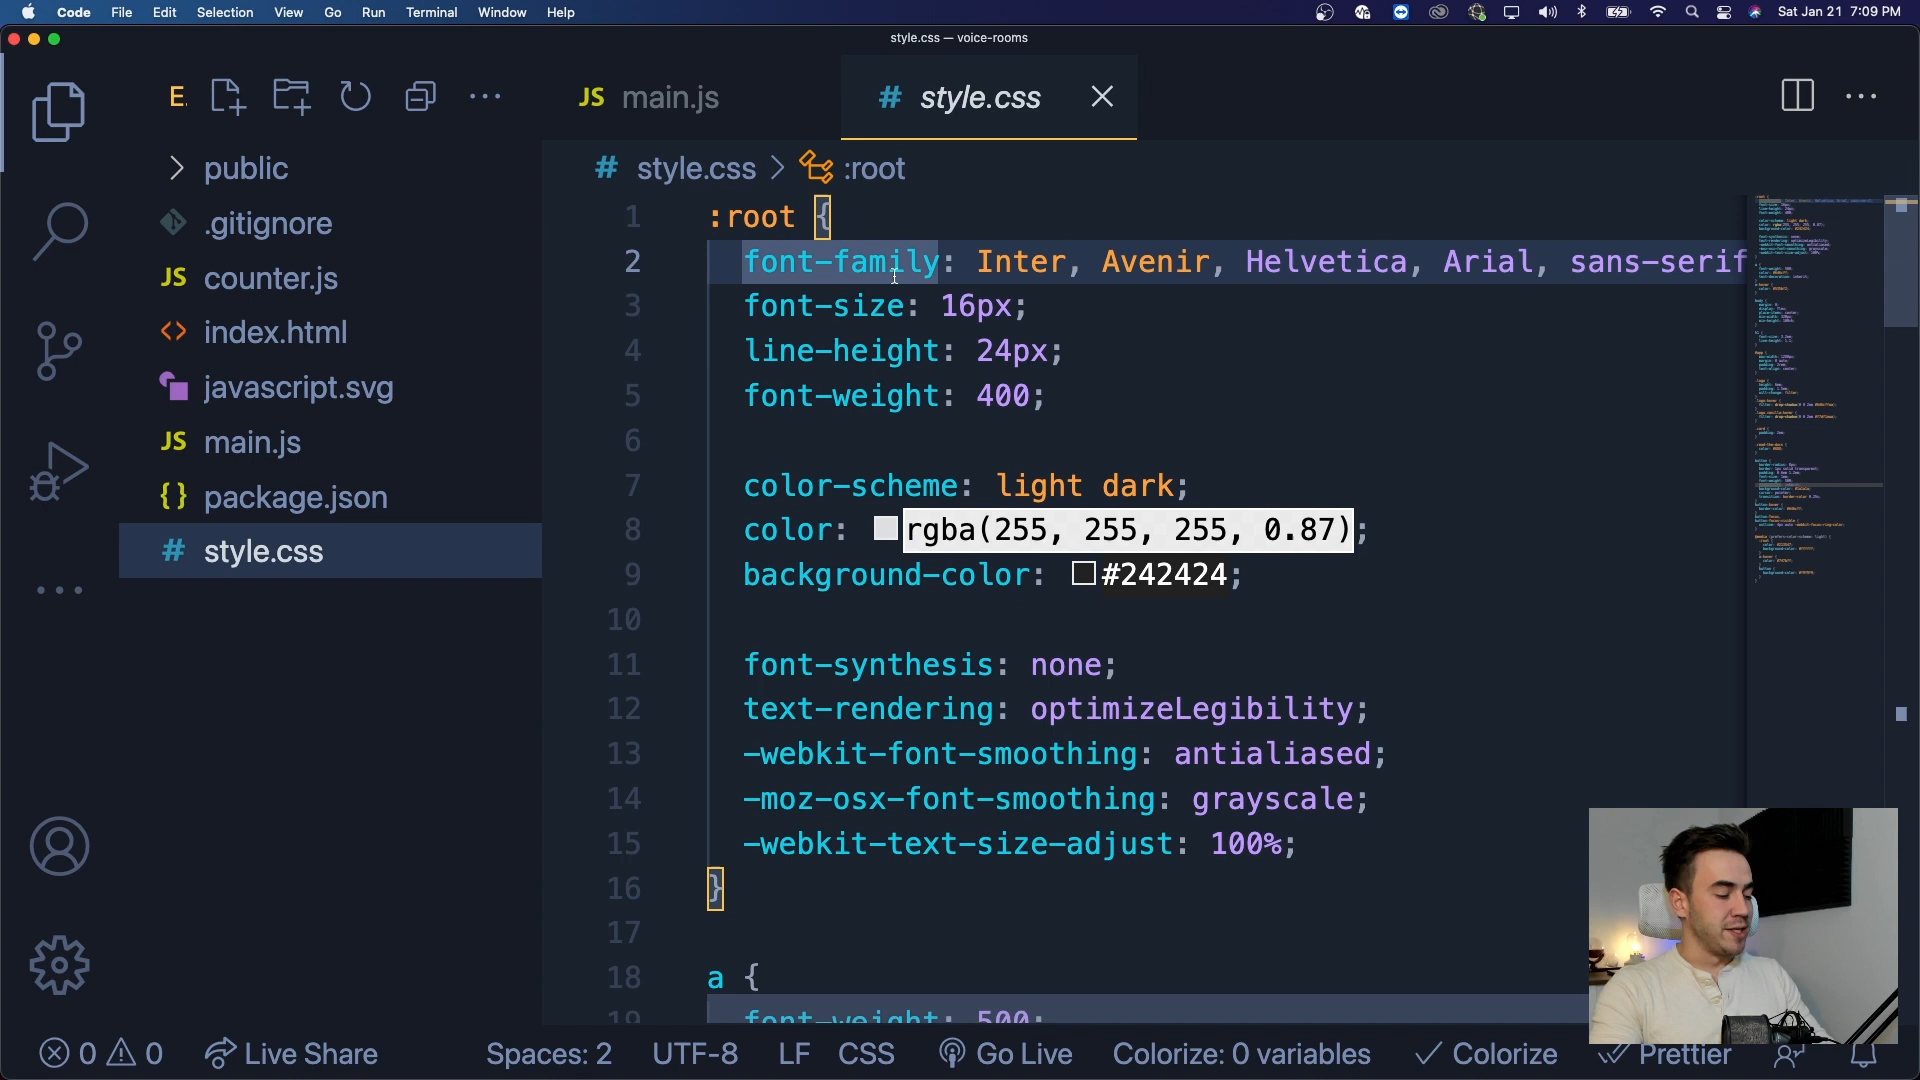 Code File Edit Selection View Go Run Terminal Window Help Sat Jan 21 7:09 PM
style.css — voice-rooms
E.
JS main.js
# style.css
# style.css > :root
public
.gitignore
JS counter.js
<> index.html
javascript.svg
JS main.js
{} package.json
# style.css
1 :root {
2 font-family: Inter, Avenir, Helvetica, Arial, sans-serif
3 font-size: 16px;
4 line-height: 24px;
5 font-weight: 400;
6
7 color-scheme: light dark;
8 color: rgba(255, 255, 255, 0.87);
9 background-color: #242424;
10
11 font-synthesis: none;
12 text-rendering: optimizeLegibility;
13 -webkit-font-smoothing: antialiased;
14 -moz-osx-font-smoothing: grayscale;
15 -webkit-text-size-adjust: 100%;
16 }
17
18 a {
19 font-weight: 500;
0 0 Live Share Spaces: 2 UTF-8 LF CSS Go Live Colorize: 0 variables Colorize Prettier